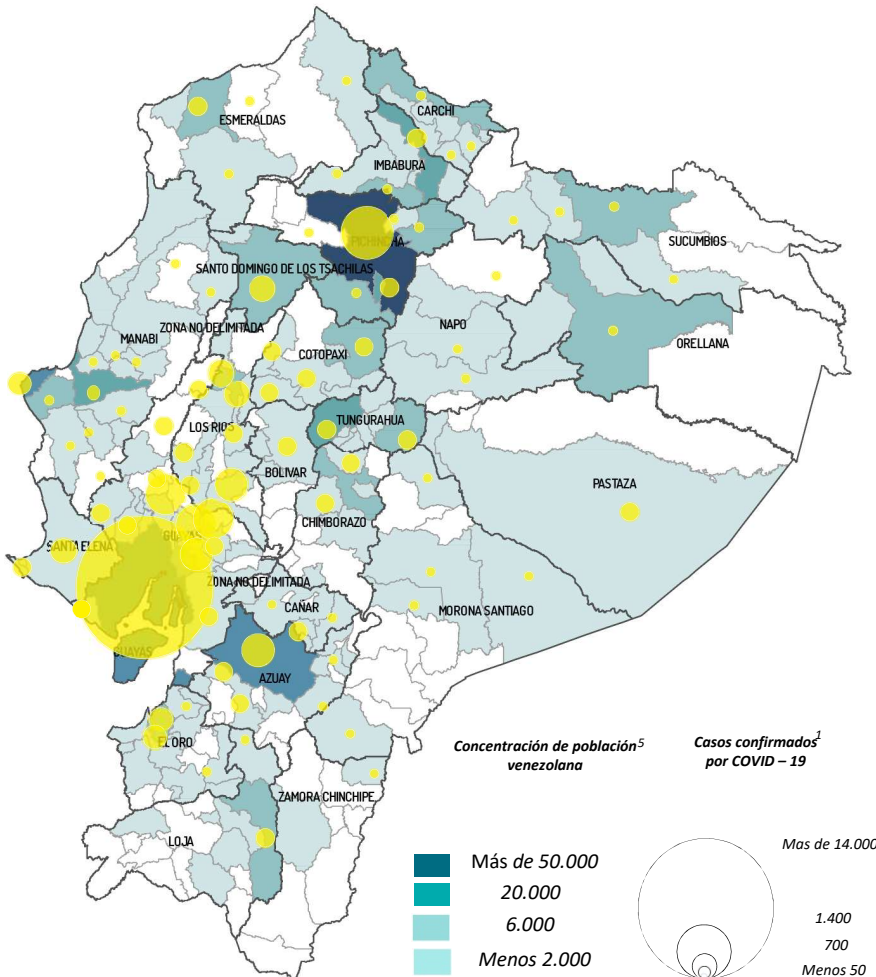 ESMERALDAS
CARCHI
IMBABURA
PICHINCHA
SUCUMBIOS
SANTO DOMINGO DE LOS TSACHILAS
ZONA NO DELIMITADA
NAPO
ORELLANA
MANABI
COTOPAXI
LOS RIOS
TUNGURAHUA
BOLIVAR
PASTAZA
CHIMBORAZO
GUAYAS
SANTA ELENA
ZONA NO DELIMITADA
CAÑAR
MORONA SANTIAGO
GUAYAS
AZUAY
EL ORO
ZAMORA CHINCHIPE
LOJA
Concentración de población⁵
venezolana
Casos confirmados¹
por COVID – 19
Más de 50.000
20.000
6.000
Menos 2.000
Mas de 14.000
1.400
700
Menos 50